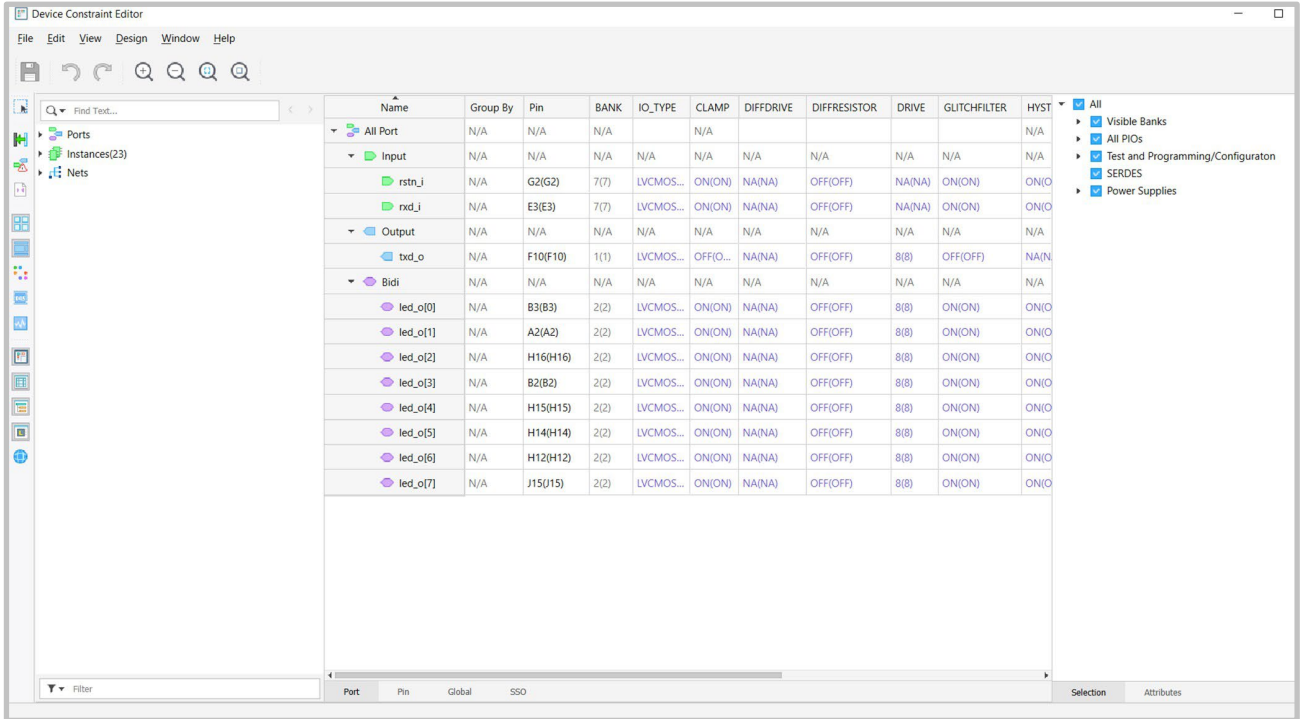 Device Constraint Editor
File Edit View Design Window Help
Find Text...
Ports
Instances(23)
Nets
Filter
Name Group By Pin BANK IO_TYPE CLAMP DIFFDRIVE DIFFRESISTOR DRIVE GLITCHFILTER HYST
All Port N/A N/A N/A N/A N/A
Input N/A N/A N/A N/A N/A N/A N/A N/A N/A N/A
rstn_i N/A G2(G2) 7(7) LVCMOS... ON(ON) NA(NA) OFF(OFF) NA(NA) ON(ON) ON(O
rxd_i N/A E3(E3) 7(7) LVCMOS... ON(ON) NA(NA) OFF(OFF) NA(NA) ON(ON) ON(O
Output N/A N/A N/A N/A N/A N/A N/A N/A N/A N/A
txd_o N/A F10(F10) 1(1) LVCMOS... OFF(O... NA(NA) OFF(OFF) 8(8) OFF(OFF) NA(N
Bidi N/A N/A N/A N/A N/A N/A N/A N/A N/A N/A
led_o[0] N/A B3(B3) 2(2) LVCMOS... ON(ON) NA(NA) OFF(OFF) 8(8) ON(ON) ON(O
led_o[1] N/A A2(A2) 2(2) LVCMOS... ON(ON) NA(NA) OFF(OFF) 8(8) ON(ON) ON(O
led_o[2] N/A H16(H16) 2(2) LVCMOS... ON(ON) NA(NA) OFF(OFF) 8(8) ON(ON) ON(O
led_o[3] N/A B2(B2) 2(2) LVCMOS... ON(ON) NA(NA) OFF(OFF) 8(8) ON(ON) ON(O
led_o[4] N/A H15(H15) 2(2) LVCMOS... ON(ON) NA(NA) OFF(OFF) 8(8) ON(ON) ON(O
led_o[5] N/A H14(H14) 2(2) LVCMOS... ON(ON) NA(NA) OFF(OFF) 8(8) ON(ON) ON(O
led_o[6] N/A H12(H12) 2(2) LVCMOS... ON(ON) NA(NA) OFF(OFF) 8(8) ON(ON) ON(O
led_o[7] N/A J15(J15) 2(2) LVCMOS... ON(ON) NA(NA) OFF(OFF) 8(8) ON(ON) ON(O
Port Pin Global SSO
All
Visible Banks
All PIOs
Test and Programming/Configuraton
SERDES
Power Supplies
Selection Attributes